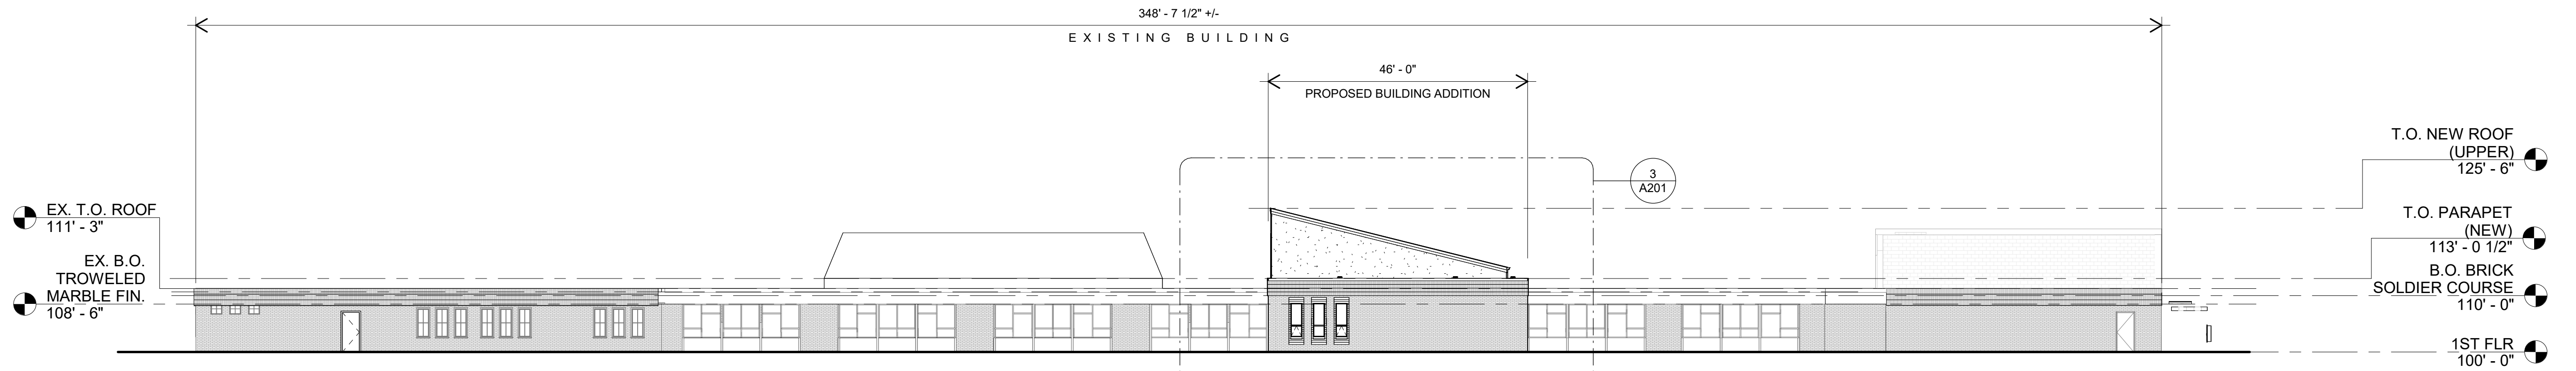 348' - 7 1/2" +/-
EXISTING BUILDING
46' - 0"
PROPOSED BUILDING ADDITION
3
A201
EX. T.O. ROOF
111' - 3"
EX. B.O.
TROWELED
MARBLE FIN.
108' - 6"
T.O. NEW ROOF
(UPPER)
125' - 6"
T.O. PARAPET
(NEW)
113' - 0 1/2"
B.O. BRICK
SOLDIER COURSE
110' - 0"
1ST FLR
100' - 0"